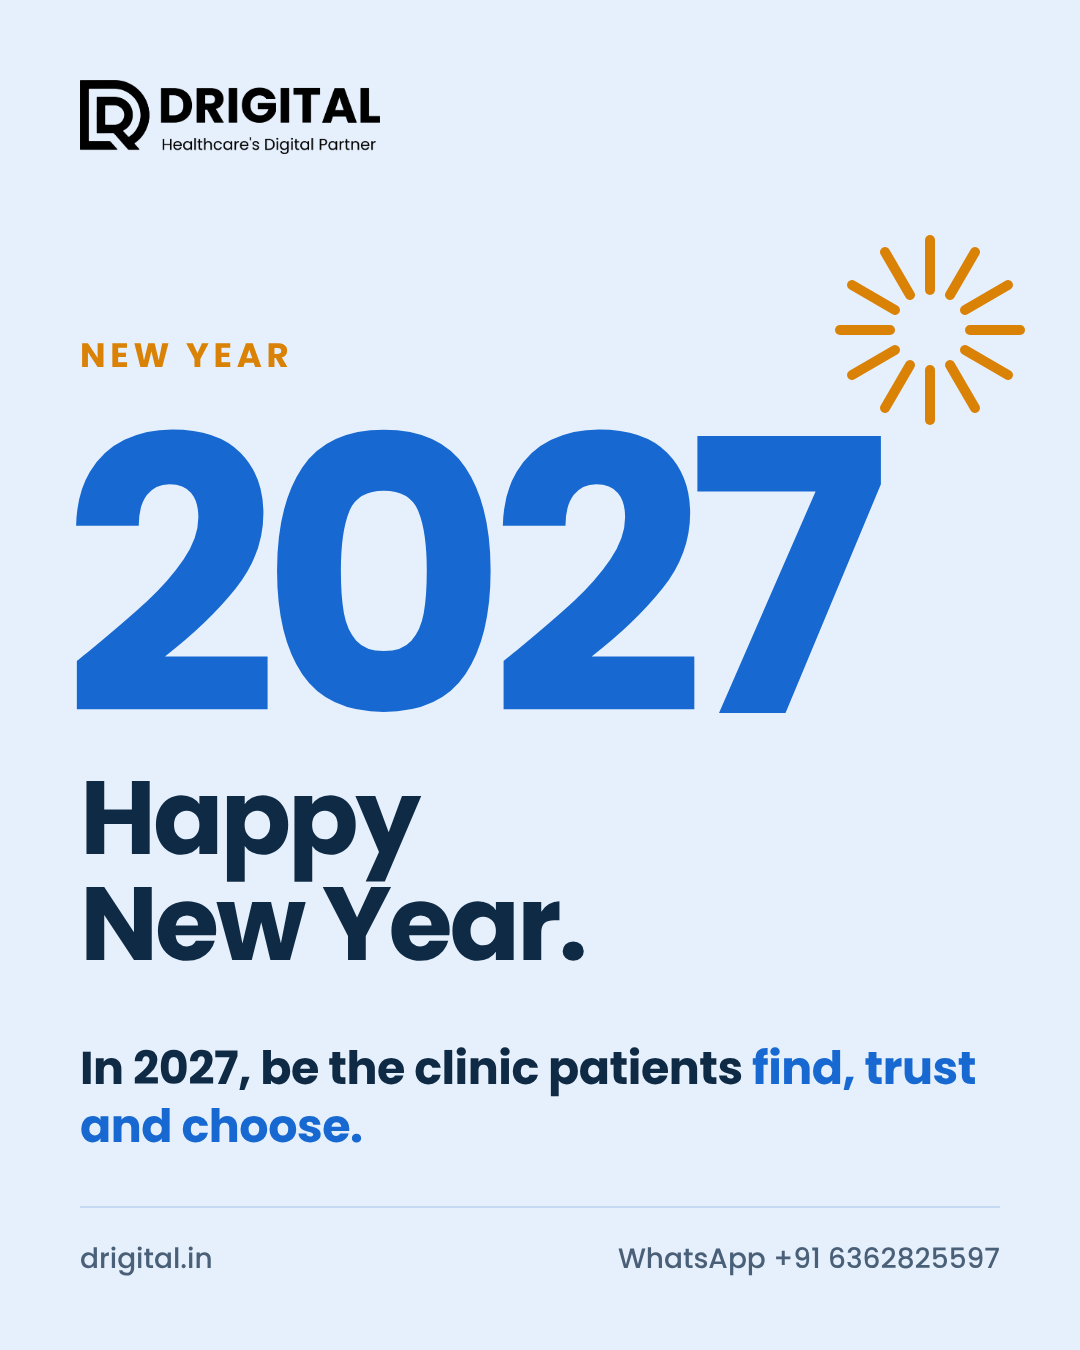 DRIGITAL
Healthcare's Digital Partner
NEW YEAR
2027
Happy
New Year.
In 2027, be the clinic patients find, trust
and choose.
drigital.in
WhatsApp +91 6362825597